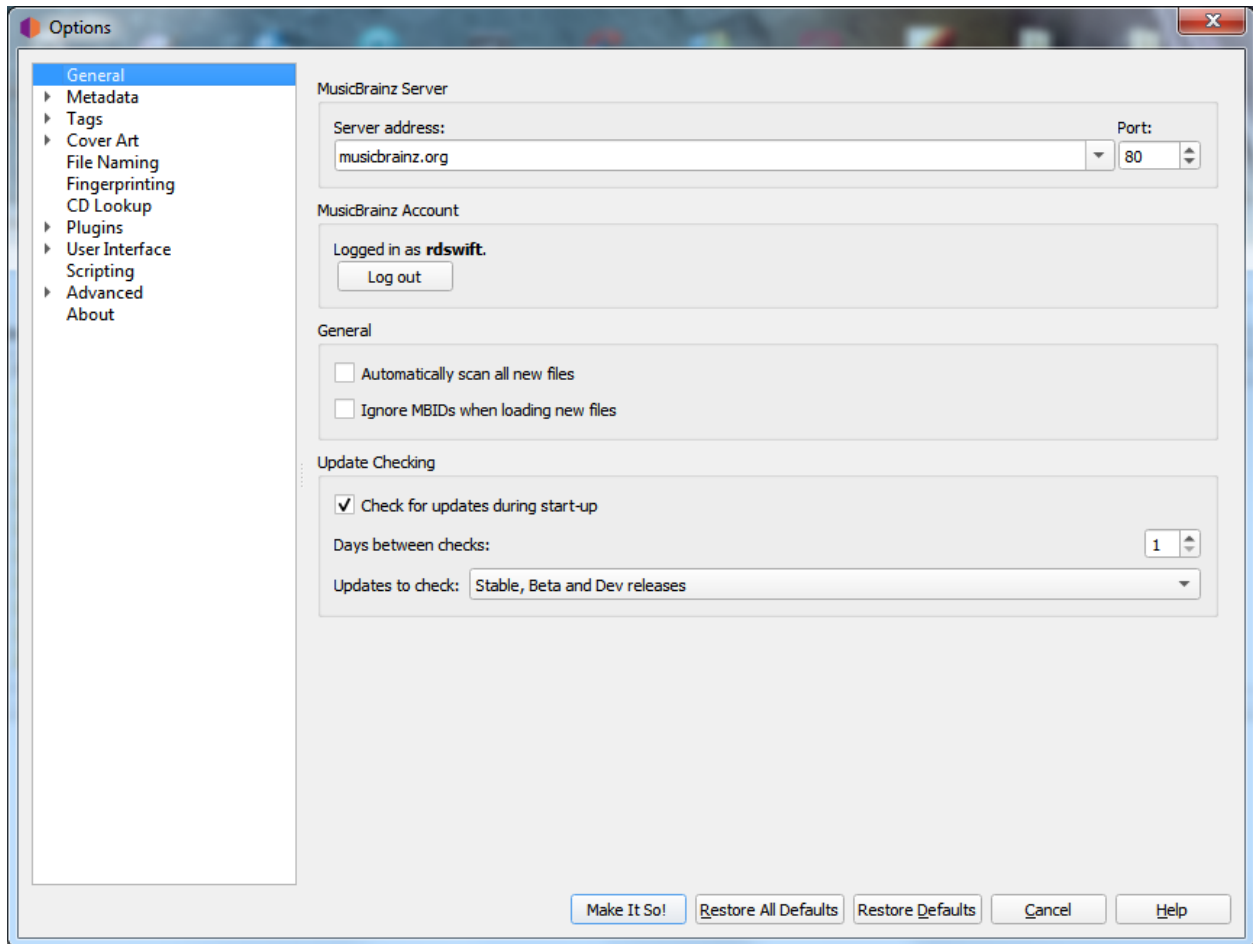 Options
General
Metadata
Tags
Cover Art
File Naming
Fingerprinting
CD Lookup
Plugins
User Interface
Scripting
Advanced
About
MusicBrainz Server
Server address: Port:
musicbrainz.org 80
MusicBrainz Account
Logged in as rdswift.
Log out
General
Automatically scan all new files
Ignore MBIDs when loading new files
Update Checking
Check for updates during start-up
Days between checks: 1
Updates to check: Stable, Beta and Dev releases
Make It So! Restore All Defaults Restore Defaults Cancel Help